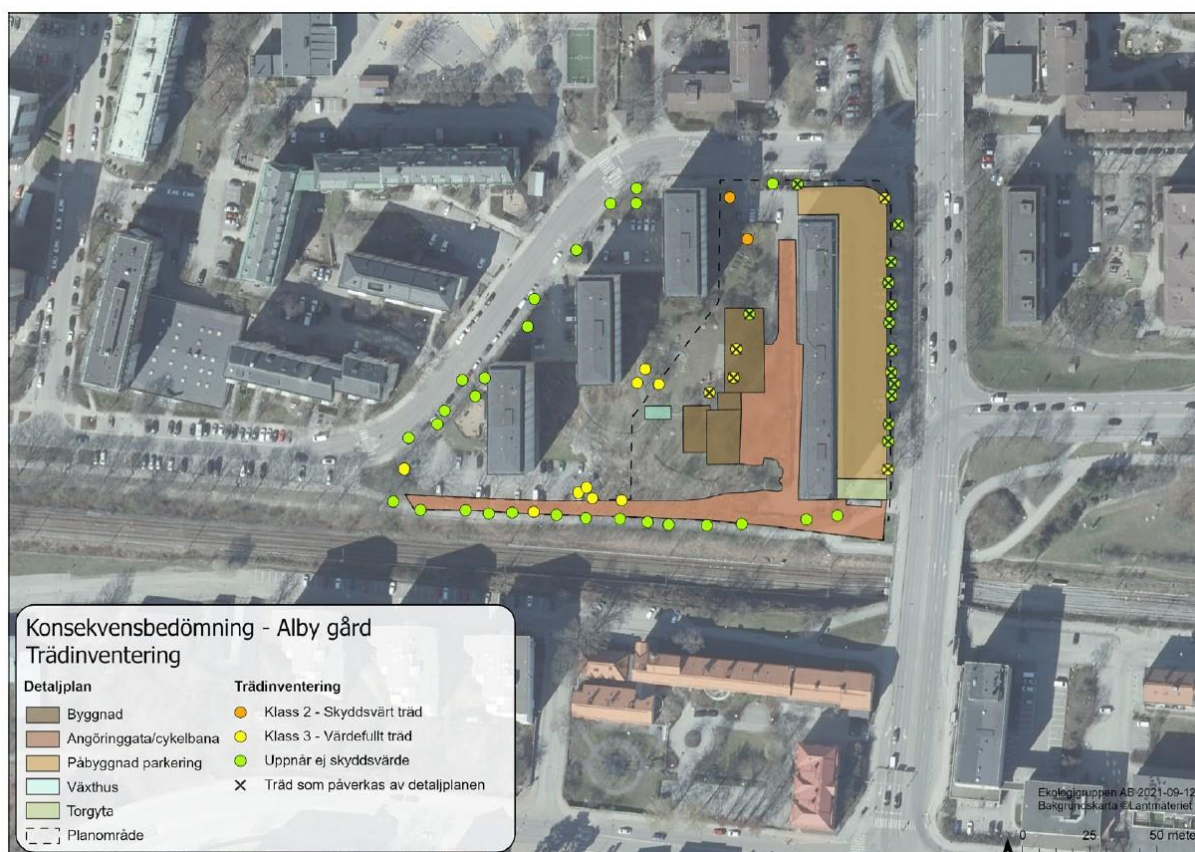 Konsekvensbedömning - Alby gård
Trädinventering
Detaljplan
Byggnad
Angöringgata/cykelbana
Påbyggnad parkering
Växthus
Torgyta
Planområde
Trädinventering
Klass 2 - Skyddsvärt träd
Klass 3 - Värdefullt träd
Uppnår ej skyddsvärde
Träd som påverkas av detaljplanen
Ekologigruppen AB 2021-09-12
Bakgrundskarta ©Lantmäteriet
0 25 50 mete